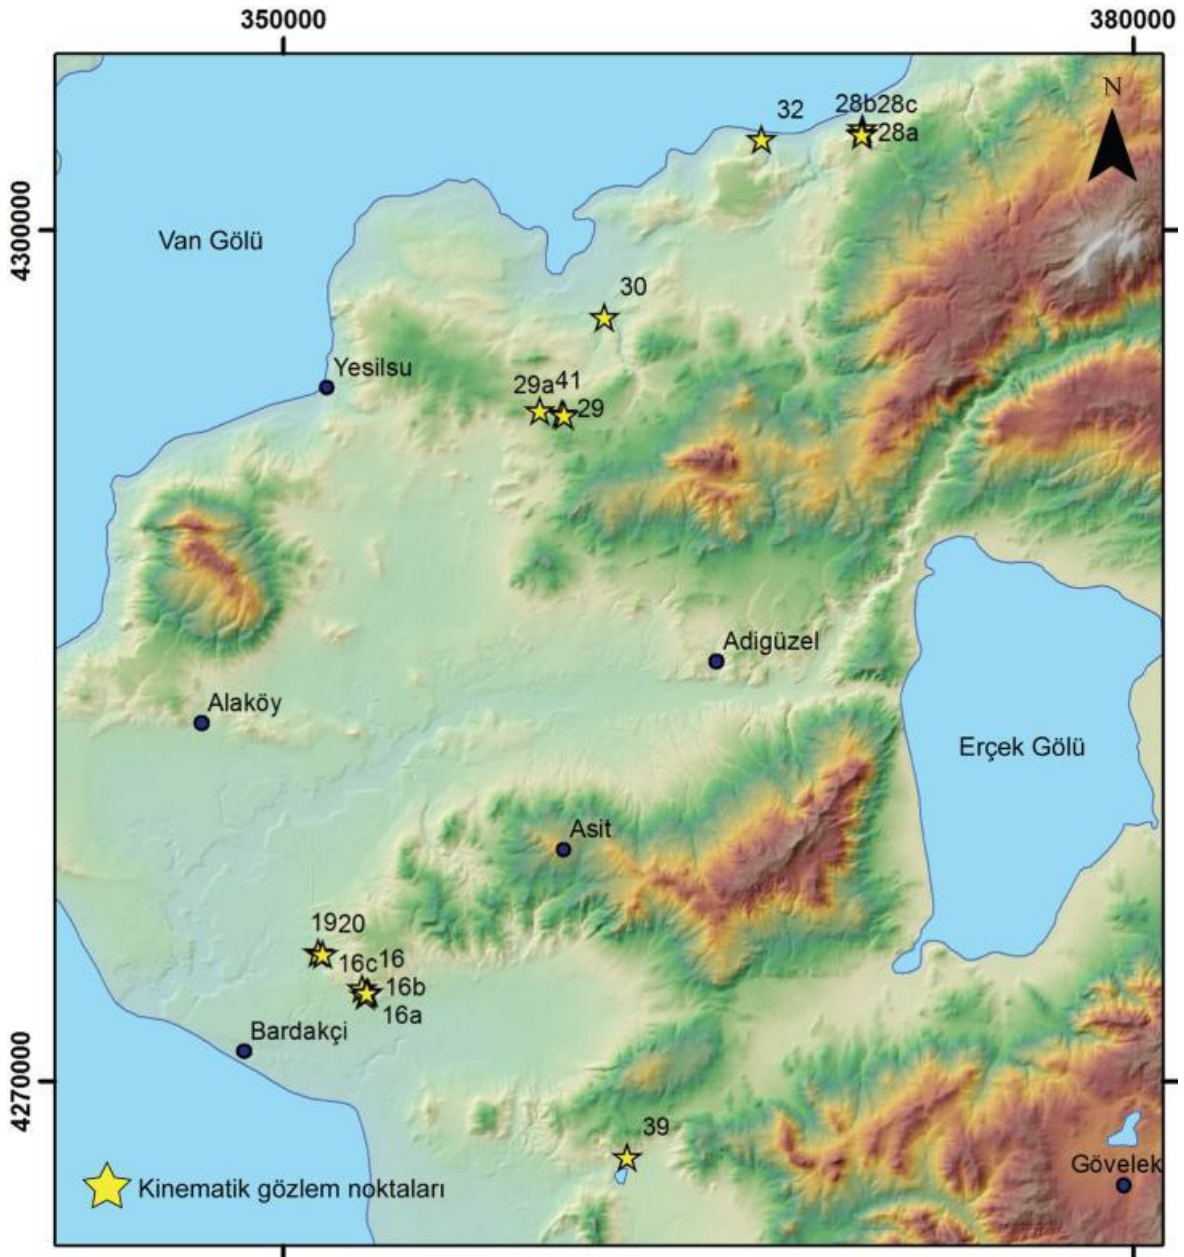 350000
380000
N
32
28b28c
28a
4300000
Van Gölü
30
Yesilsu
29a41
29
Adigüzel
Alaköy
Erçek Gölü
Asit
1920
16c16
16b
16a
Bardakçi
4270000
39
Gövelek
Kinematik gözlem noktaları